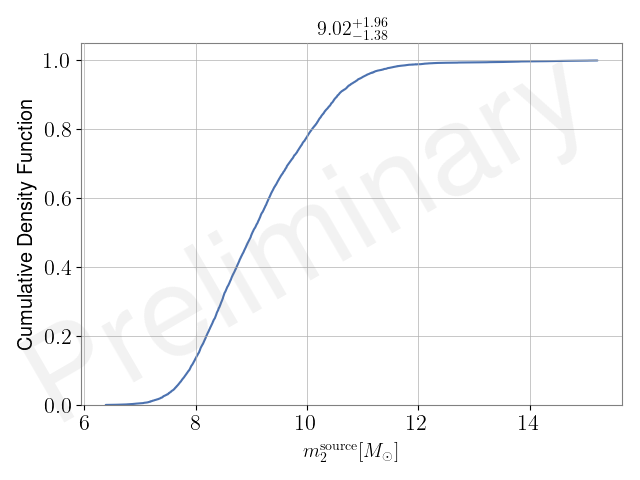 9.02^{+1.96}_{-1.38}
Cumulative Density Function
1.0
0.8
0.6
0.4
0.2
0.0
6 8 10 12 14
m_2^{source}[M_⊙]
Preliminary